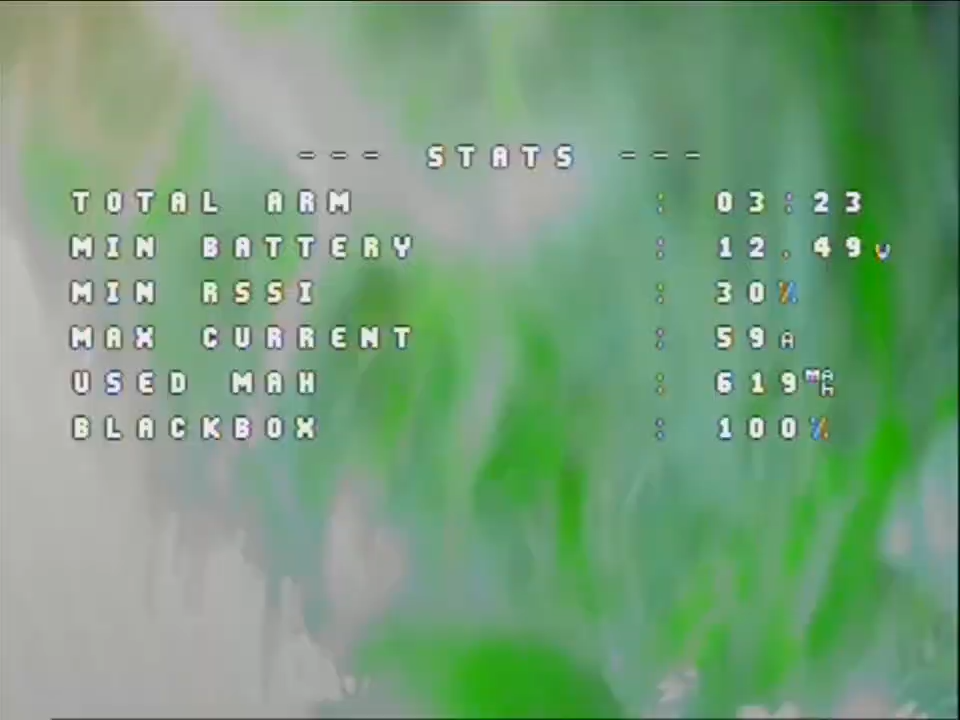 --- STATS ---
TOTAL ARM : 03:23
MIN BATTERY : 12.49V
MIN RSSI : 30%
MAX CURRENT : 59A
USED MAH : 619MAH
BLACKBOX : 100%